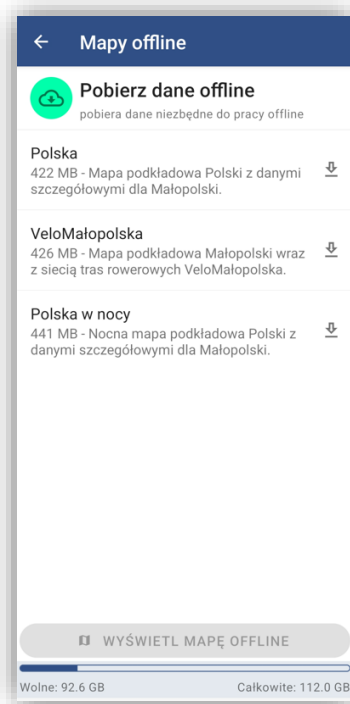 Mapy offline
Pobierz dane offline
pobiera dane niezbędne do pracy offline
Polska
422 MB - Mapa podkładowa Polski z danymi
szczegółowymi dla Małopolski.
VeloMałopolska
426 MB - Mapa podkładowa Małopolski wraz
z siecią tras rowerowych VeloMałopolska.
Polska w nocy
441 MB - Nocna mapa podkładowa Polski z
danymi szczegółowymi dla Małopolski.
WYŚWIETL MAPĘ OFFLINE
Wolne: 92.6 GB Całkowite: 112.0 GB